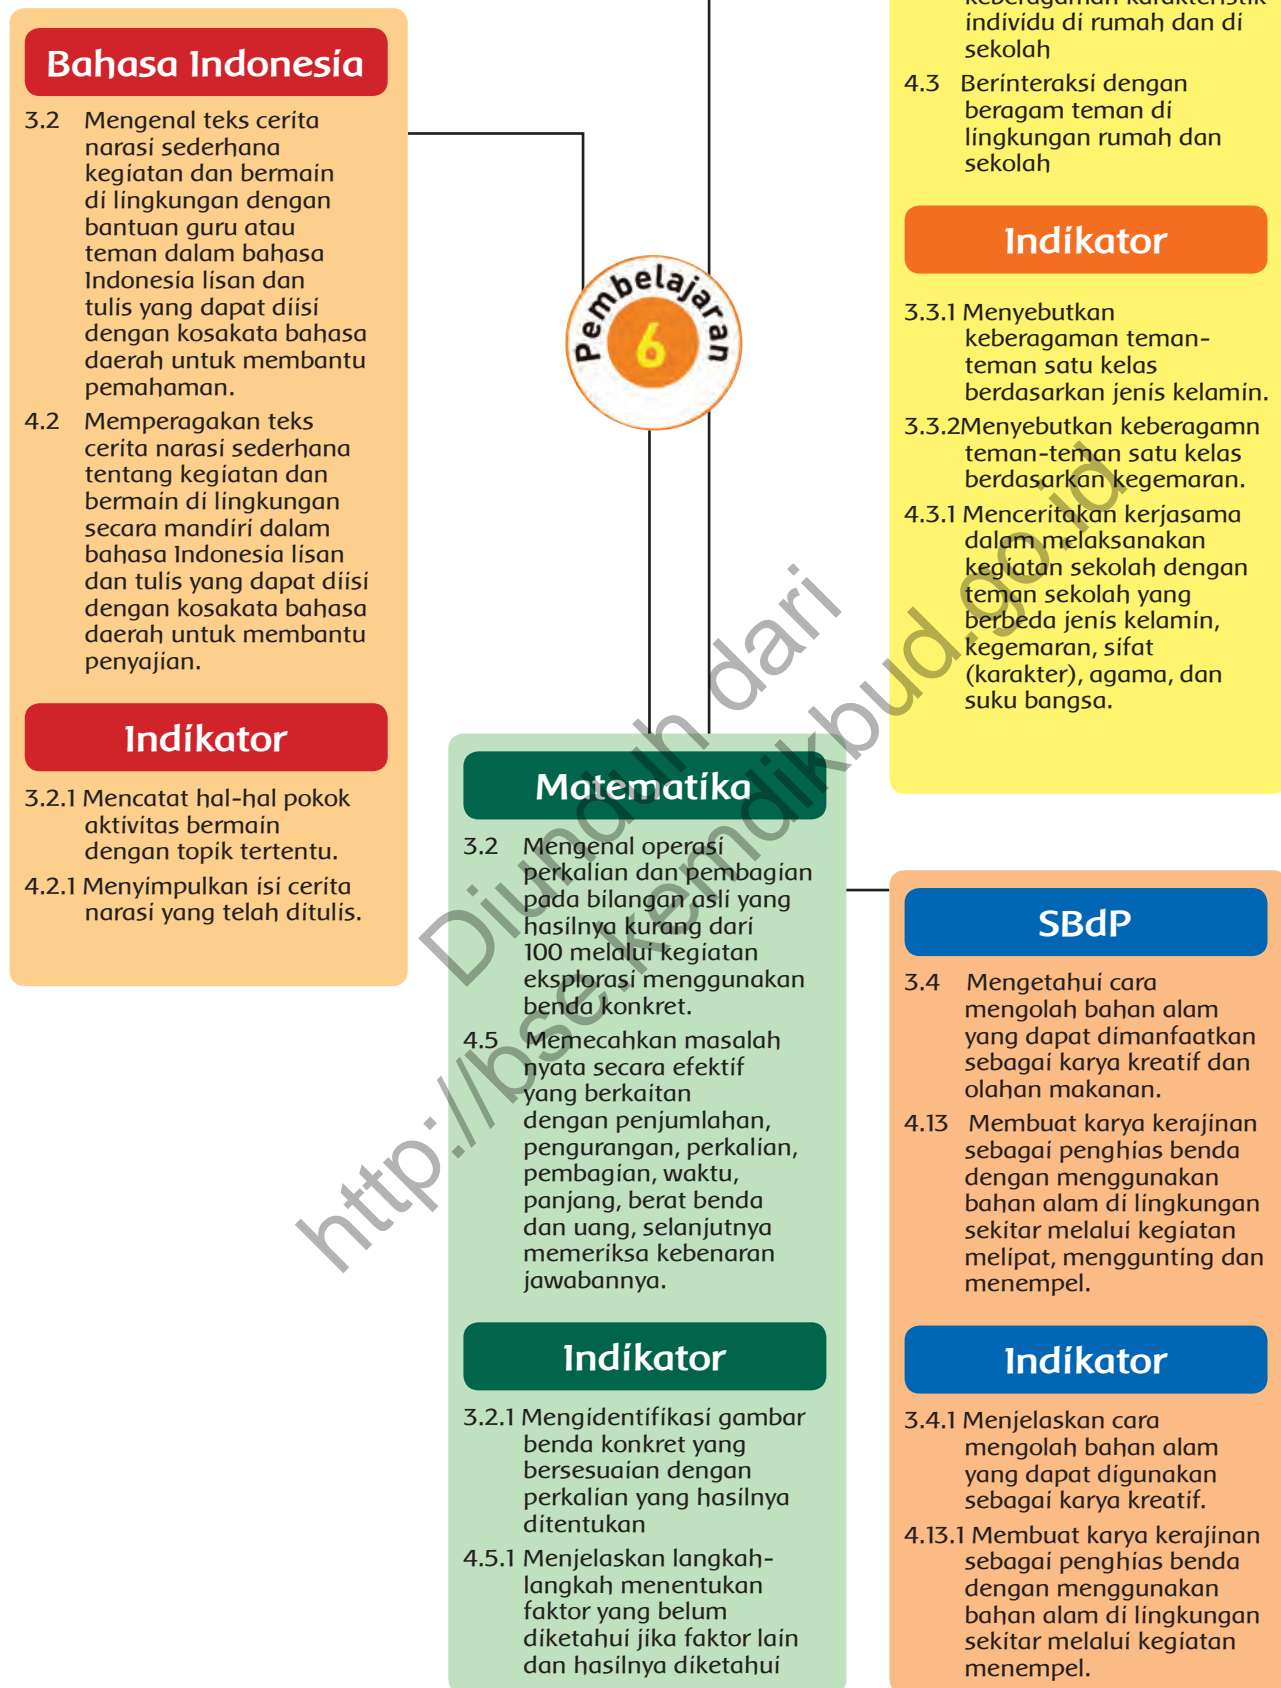 Bahasa Indonesia
3.2 Mengenal teks cerita
narasi sederhana
kegiatan dan bermain
di lingkungan dengan
bantuan guru atau
teman dalam bahasa
Indonesia lisan dan
tulis yang dapat diisi
dengan kosakata bahasa
daerah untuk membantu
pemahaman.
4.2 Memperagakan teks
cerita narasi sederhana
tentang kegiatan dan
bermain di lingkungan
secara mandiri dalam
bahasa Indonesia lisan
dan tulis yang dapat diisi
dengan kosakata bahasa
daerah untuk membantu
penyajian.
Indikator
3.2.1 Mencatat hal-hal pokok
aktivitas bermain
dengan topik tertentu.
4.2.1 Menyimpulkan isi cerita
narasi yang telah ditulis.
Pembelajaran
6
Matematika
3.2 Mengenal operasi
perkalian dan pembagian
pada bilangan asli yang
hasilnya kurang dari
100 melalui kegiatan
eksplorasi menggunakan
benda konkret.
4.5 Memecahkan masalah
nyata secara efektif
yang berkaitan
dengan penjumlahan,
pengurangan, perkalian,
pembagian, waktu,
panjang, berat benda
dan uang, selanjutnya
memeriksa kebenaran
jawabannya.
Indikator
3.2.1 Mengidentifikasi gambar
benda konkret yang
bersesuaian dengan
perkalian yang hasilnya
ditentukan
4.5.1 Menjelaskan langkah-
langkah menentukan
faktor yang belum
diketahui jika faktor lain
dan hasilnya diketahui
keberagaman karakteristik
individu di rumah dan di
sekolah
4.3 Berinteraksi dengan
beragam teman di
lingkungan rumah dan
sekolah
Indikator
3.3.1 Menyebutkan
keberagaman teman-
teman satu kelas
berdasarkan jenis kelamin.
3.3.2Menyebutkan keberagamn
teman-teman satu kelas
berdasarkan kegemaran.
4.3.1 Menceritakan kerjasama
dalam melaksanakan
kegiatan sekolah dengan
teman sekolah yang
berbeda jenis kelamin,
kegemaran, sifat
(karakter), agama, dan
suku bangsa.
SBdP
3.4 Mengetahui cara
mengolah bahan alam
yang dapat dimanfaatkan
sebagai karya kreatif dan
olahan makanan.
4.13 Membuat karya kerajinan
sebagai penghias benda
dengan menggunakan
bahan alam di lingkungan
sekitar melalui kegiatan
melipat, menggunting dan
menempel.
Indikator
3.4.1 Menjelaskan cara
mengolah bahan alam
yang dapat digunakan
sebagai karya kreatif.
4.13.1 Membuat karya kerajinan
sebagai penghias benda
dengan menggunakan
bahan alam di lingkungan
sekitar melalui kegiatan
menempel.
Diunduh dari
http://bse.kemdikbud.go.id